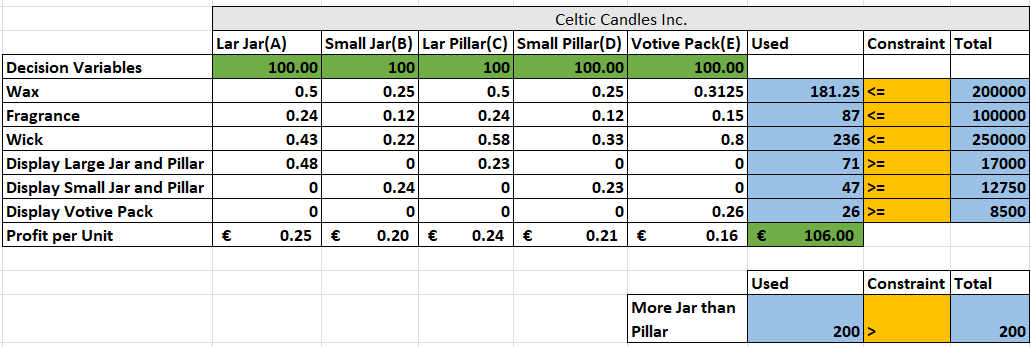 Celtic Candles Inc.
Lar Jar(A) Small Jar(B) Lar Pillar(C) Small Pillar(D) Votive Pack(E) Used Constraint Total
Decision Variables 100.00 100 100 100.00 100.00
Wax 0.5 0.25 0.5 0.25 0.3125 181.25 <= 200000
Fragrance 0.24 0.12 0.24 0.12 0.15 87 <= 100000
Wick 0.43 0.22 0.58 0.33 0.8 236 <= 250000
Display Large Jar and Pillar 0.48 0 0.23 0 0 71 >= 17000
Display Small Jar and Pillar 0 0.24 0 0.23 0 47 >= 12750
Display Votive Pack 0 0 0 0 0.26 26 >= 8500
Profit per Unit € 0.25 € 0.20 € 0.24 € 0.21 € 0.16 € 106.00
Used Constraint Total
More Jar than
Pillar 200 > 200